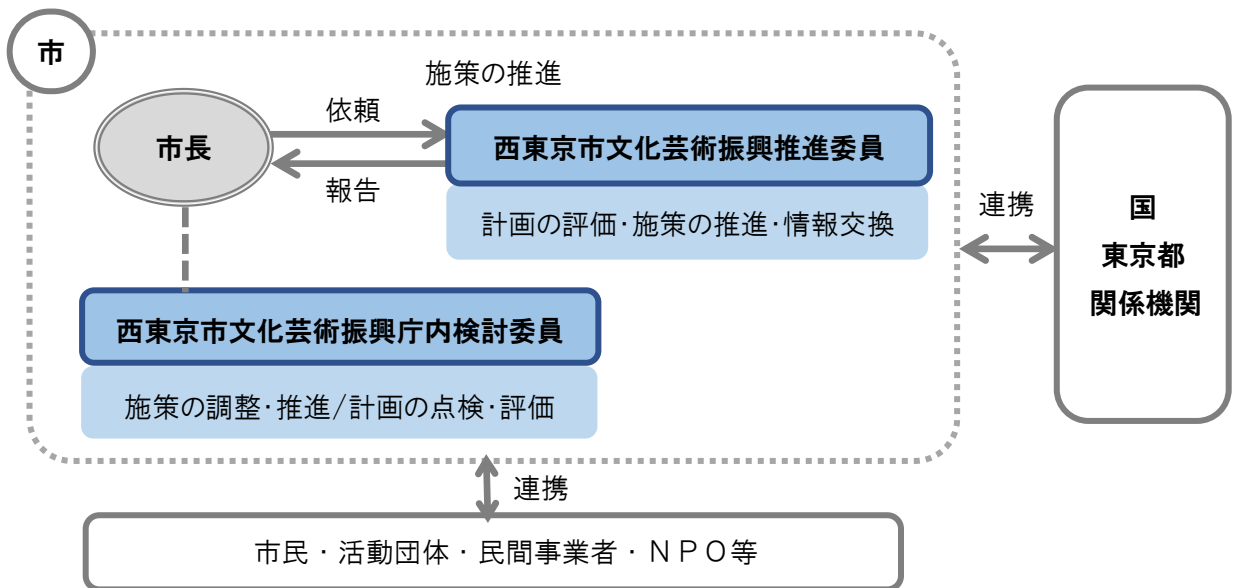 市
施策の推進
市長
依頼
報告
西東京市文化芸術振興推進委員
計画の評価・施策の推進・情報交換
西東京市文化芸術振興庁内検討委員
施策の調整・推進/計画の点検・評価
連携
国
東京都
関係機関
連携
市民・活動団体・民間事業者・ＮＰＯ等